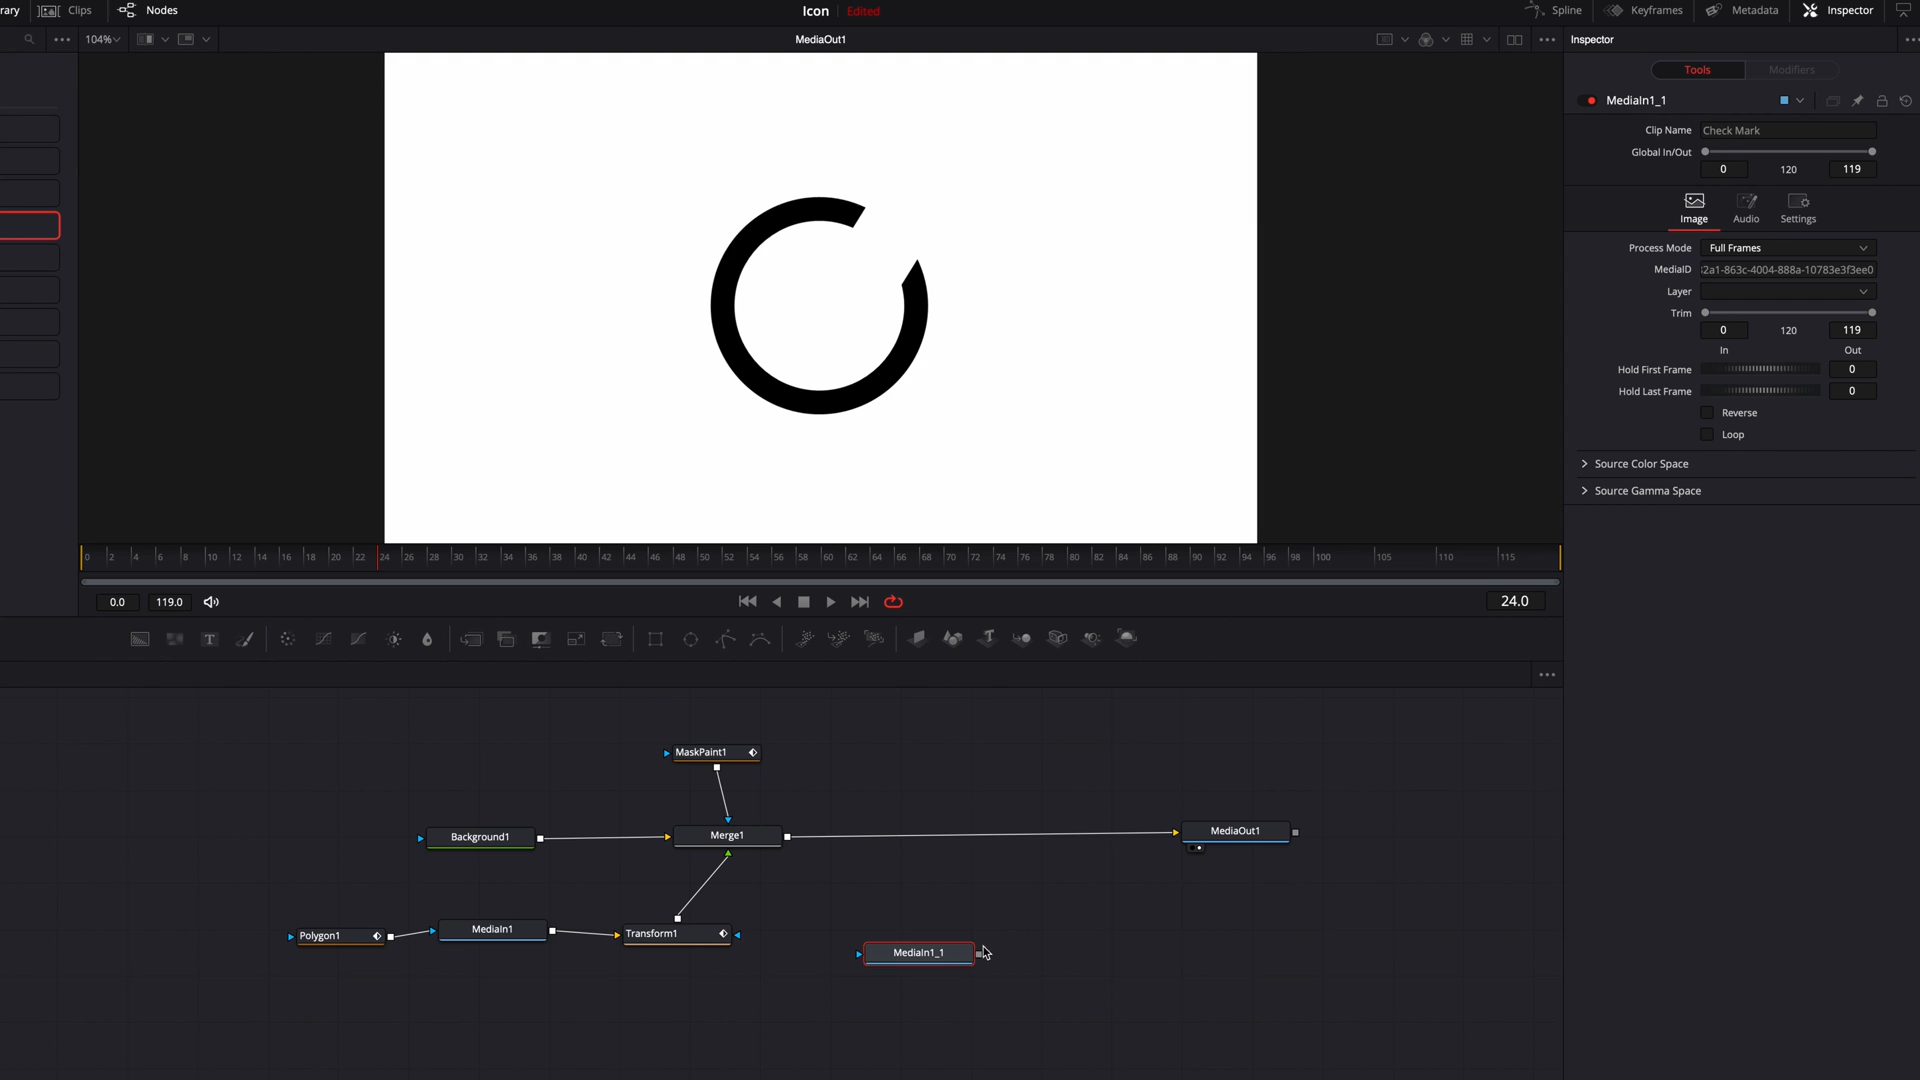 rary Clips Nodes Icon Edited Spline Keyframes Metadata Inspector
104% MediaOut1 Inspector
Tools Modifiers
MediaIn1_1
Clip Name Check Mark
Global In/Out
0 120 119
Image Audio Settings
Process Mode Full Frames
MediaID 2a1-863c-4004-888a-10783e3f3ee0
Layer
Trim
0 120 119
In Out
Hold First Frame 0
Hold Last Frame 0
Reverse
Loop
Source Color Space
Source Gamma Space
0 2 4 6 8 10 12 14 16 18 20 22 24 26 28 30 32 34 36 38 40 42 44 46 48 50 52 54 56 58 60 62 64 66 68 70 72 74 76 78 80 82 84 86 88 90 92 94 96 98 100 105 110 115
0.0 119.0 24.0
MaskPaint1
Background1 Merge1 MediaOut1
Polygon1 MediaIn1 Transform1
MediaIn1_1